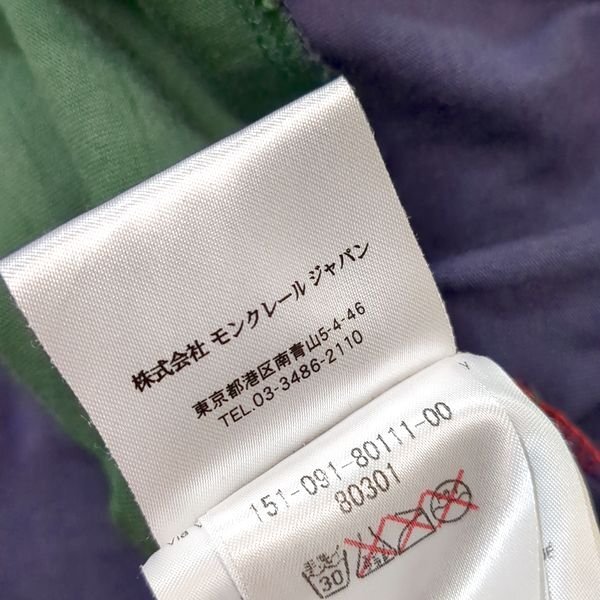 株式会社 モンクレール ジャパン
東京都港区南青山5-4-46
TEL.03-3486-2110
151-091-80111-00
80301
30